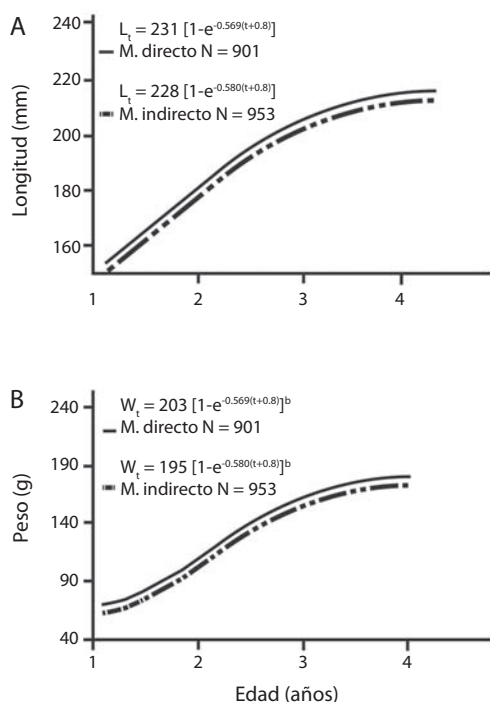 A
L_t = 231 [1-e^-0.569(t+0.8)]
M. directo N = 901
L_t = 228 [1-e^-0.580(t+0.8)]
M. indirecto N = 953
Longitud (mm)
240
220
200
180
160
1 2 3 4
B
W_t = 203 [1-e^-0.569(t+0.8)]^b
M. directo N = 901
W_t = 195 [1-e^-0.580(t+0.8)]^b
M. indirecto N = 953
Peso (g)
240
190
140
90
40
1 2 3 4
Edad (años)